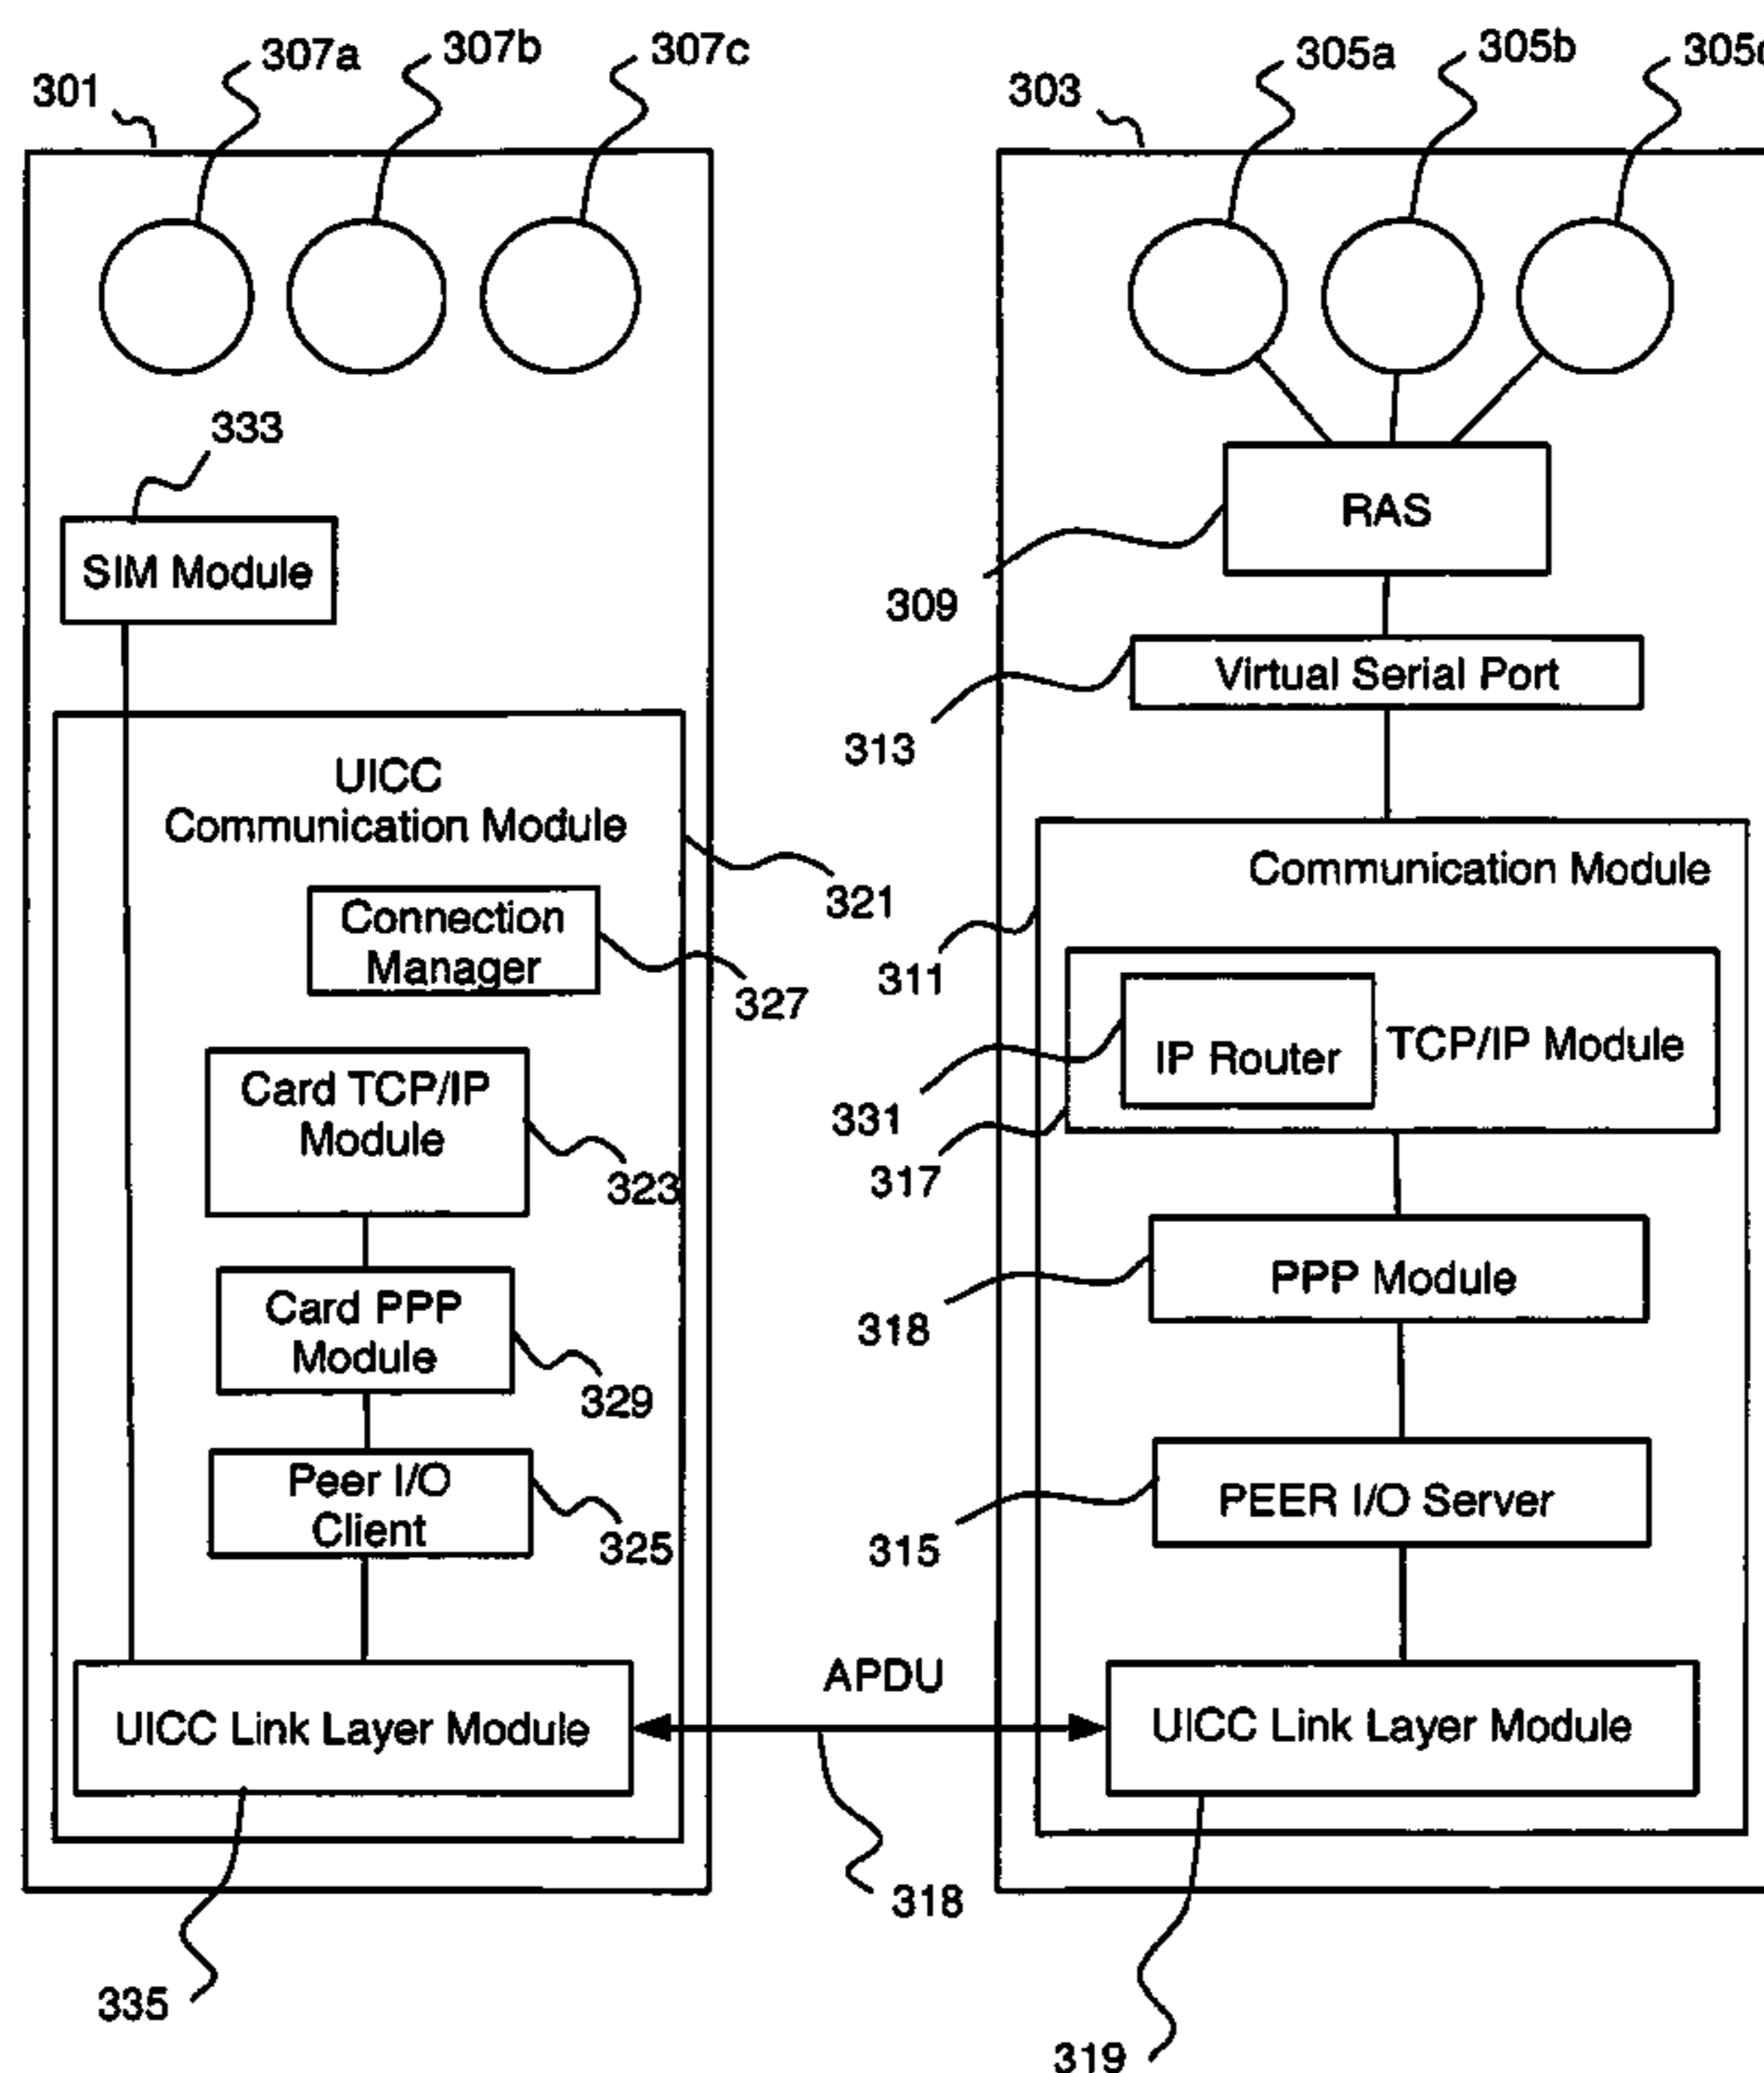 307a
307b
307c
305a
305b
305c
301
303
333
SIM Module
RAS
309
Virtual Serial Port
313
UICC
Communication Module
321
Communication Module
311
Connection
Manager
327
IP Router
TCP/IP Module
331
317
Card TCP/IP
Module
323
PPP Module
318
Card PPP
Module
329
Peer I/O
Client
325
PEER I/O Server
315
APDU
UICC Link Layer Module
UICC Link Layer Module
318
335
319